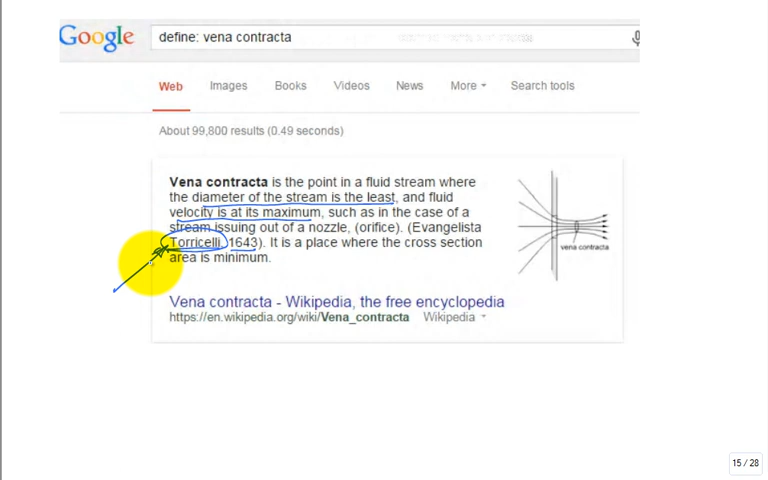 Google define: vena contracta
Web Images Books Videos News More Search tools
About 99,800 results (0.49 seconds)
Vena contracta is the point in a fluid stream where
the diameter of the stream is the least, and fluid
velocity is at its maximum, such as in the case of a
stream issuing out of a nozzle, (orifice). (Evangelista
Torricelli, 1643). It is a place where the cross section
area is minimum.
vena contracta
Vena contracta - Wikipedia, the free encyclopedia
https://en.wikipedia.org/wiki/Vena_contracta Wikipedia
15 / 28